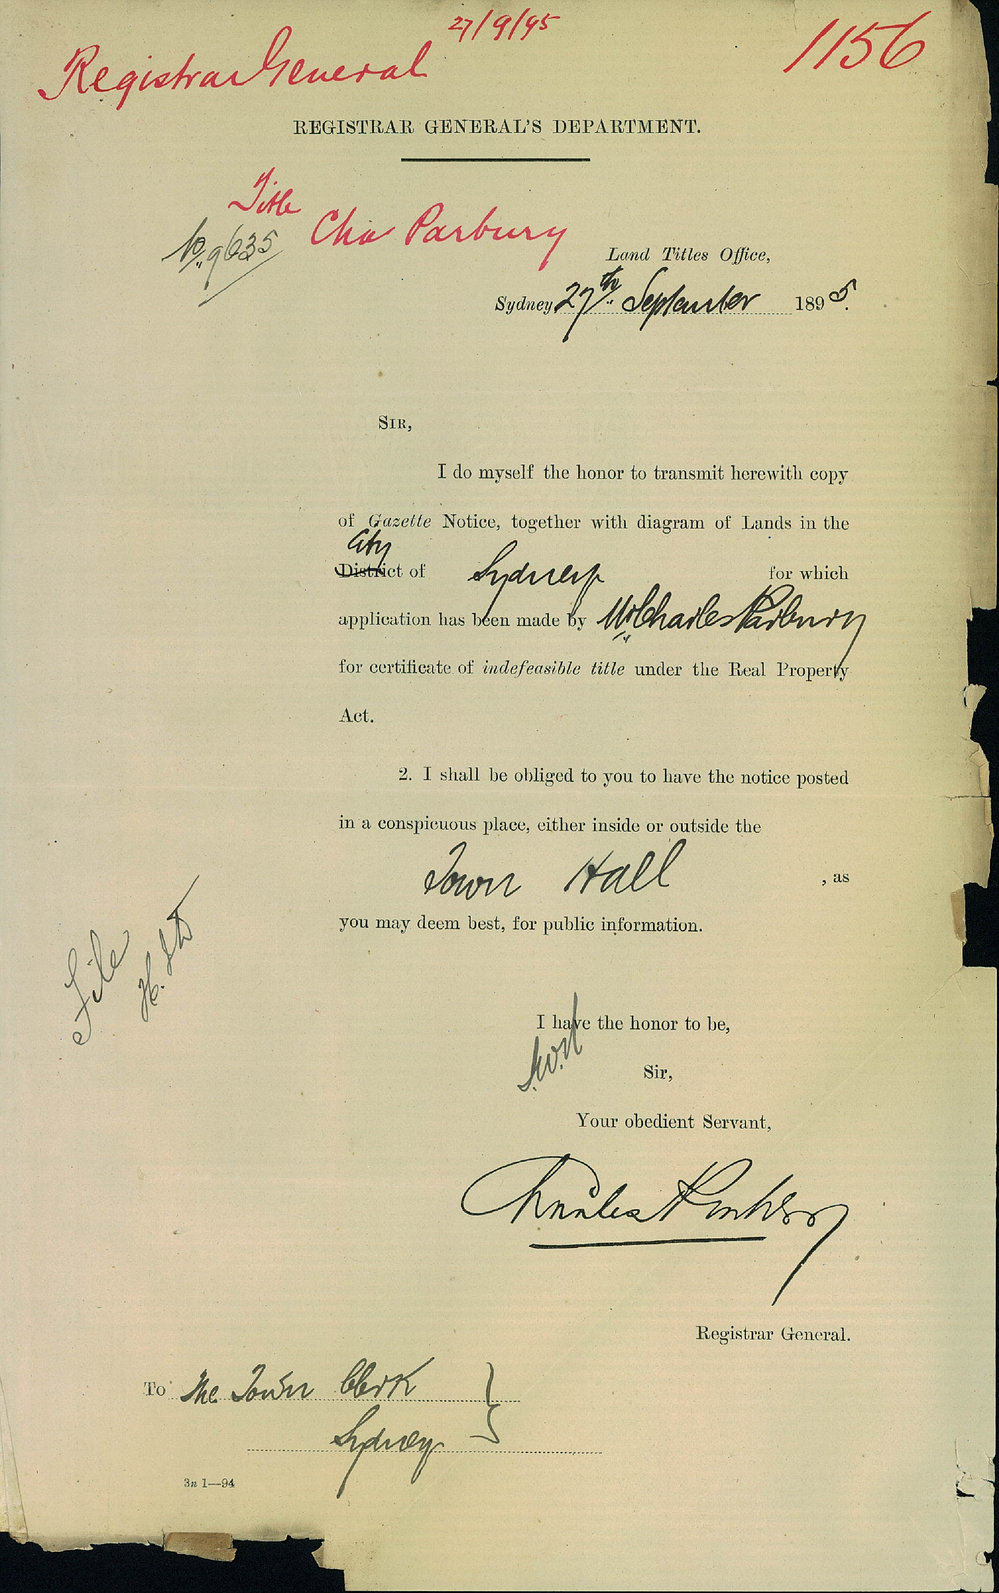 27/9/95
Registrar General
1156
REGISTRAR GENERAL'S DEPARTMENT.
Title
Cha Parbury
No. 9635
Land Titles Office,
Sydney 27th September 1895.
SIR,
I do myself the honor to transmit herewith copy
of Gazette Notice, together with diagram of Lands in the
City
District of Sydney for which
application has been made by Mr Charles Parbury
for certificate of indefeasible title under the Real Property
Act.
2. I shall be obliged to you to have the notice posted
in a conspicuous place, either inside or outside the
Town Hall , as
you may deem best, for public information.
File
I have the honor to be,
Sir,
Your obedient Servant,
Charles
Registrar General.
To The Town Clerk
Sydney
3n 1—94